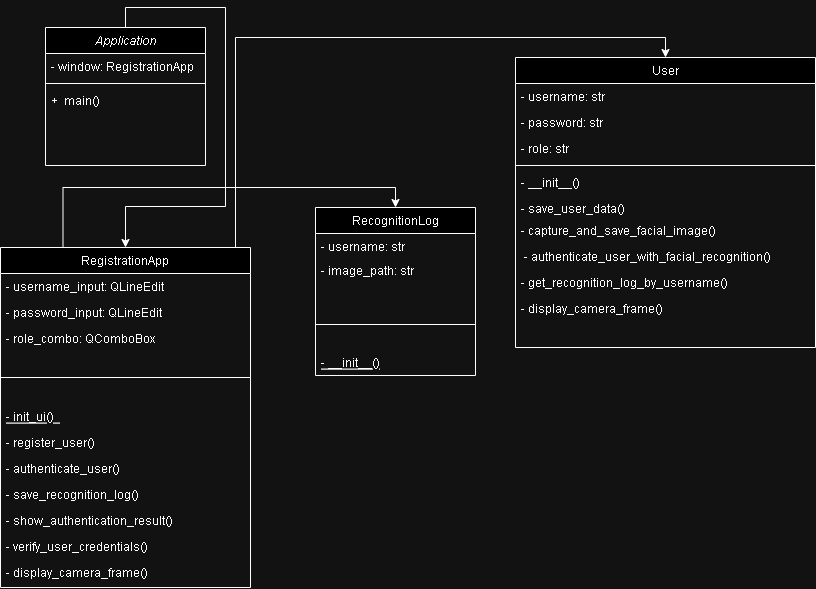 Application
- window: RegistrationApp
+ main()
User
- username: str
- password: str
- role: str
- __init__()
- save_user_data()
- capture_and_save_facial_image()
- authenticate_user_with_facial_recognition()
- get_recognition_log_by_username()
- display_camera_frame()
RecognitionLog
- username: str
- image_path: str
- __init__()
RegistrationApp
- username_input: QLineEdit
- password_input: QLineEdit
- role_combo: QComboBox
- init_ui()
- register_user()
- authenticate_user()
- save_recognition_log()
- show_authentication_result()
- verify_user_credentials()
- display_camera_frame()